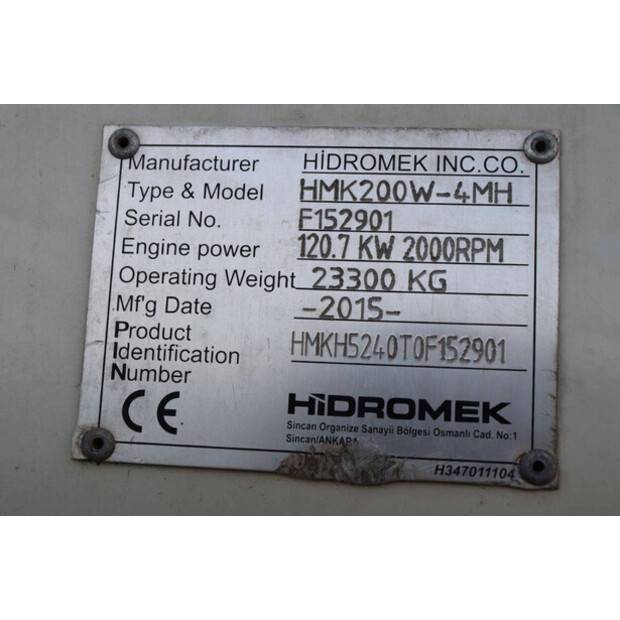 Manufacturer HİDROMEK INC.CO.
Type & Model HMK200W-4MH
Serial No. F152901
Engine power 120.7 KW 2000RPM
Operating Weight 23300 KG
Mf'g Date -2015-
Product
Identification HMKH5240T0F152901
Number
CE HİDROMEK
Sincan Organize Sanayii Bölgesi Osmanlı Cad. No:1
Sincan/ANKARA
H347011104